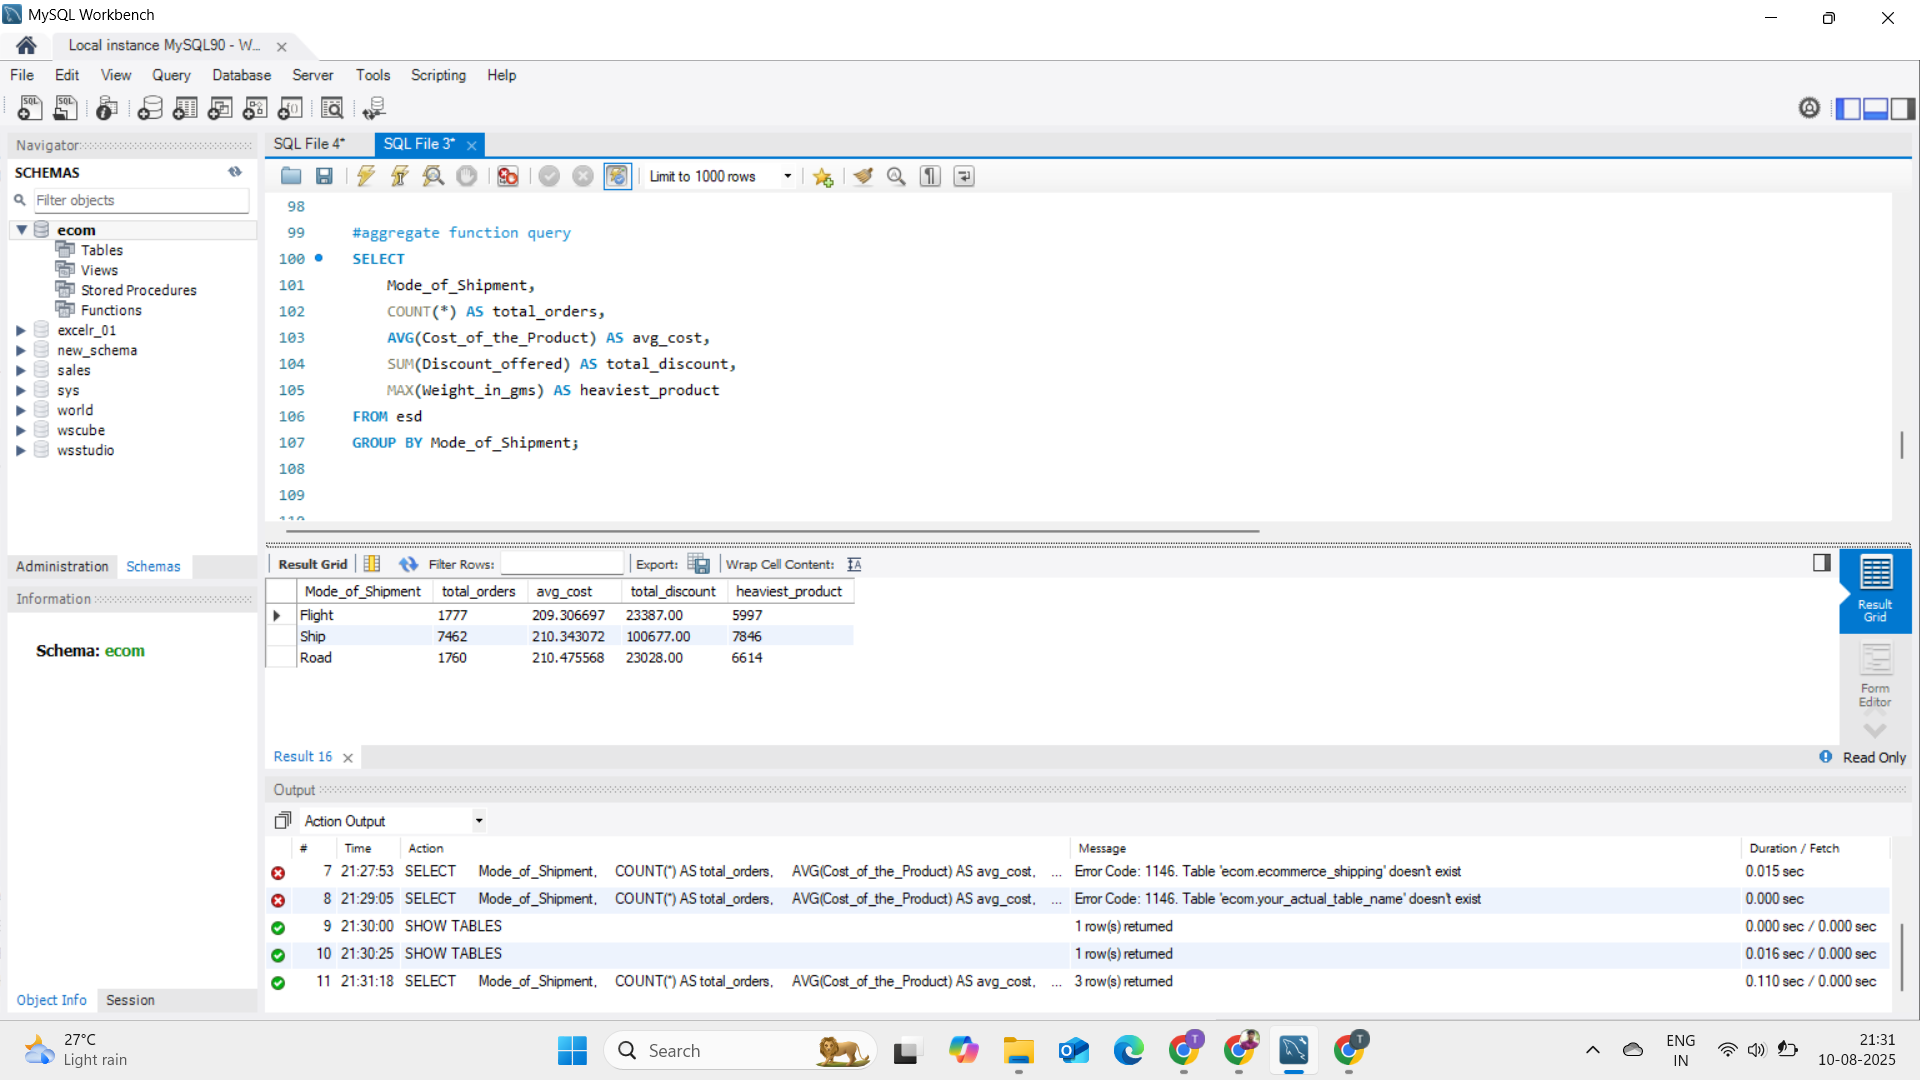 MySQL Workbench
Local instance MySQL90 - W...
File Edit View Query Database Server Tools Scripting Help
Navigator
SCHEMAS
Filter objects
ecom
Tables
Views
Stored Procedures
Functions
excelr_01
new_schema
sales
sys
world
wscube
wsstudio
Administration Schemas
Information
Schema: ecom
Object Info Session
SQL File 4* SQL File 3*
Limit to 1000 rows
98
99 #aggregate function query
100 SELECT
101 Mode_of_Shipment,
102 COUNT(*) AS total_orders,
103 AVG(Cost_of_the_Product) AS avg_cost,
104 SUM(Discount_offered) AS total_discount,
105 MAX(Weight_in_gms) AS heaviest_product
106 FROM esd
107 GROUP BY Mode_of_Shipment;
108
109
110
Result Grid Filter Rows: Export: Wrap Cell Content:
Mode_of_Shipment total_orders avg_cost total_discount heaviest_product
Flight 1777 209.306697 23387.00 5997
Ship 7462 210.343072 100677.00 7846
Road 1760 210.475568 23028.00 6614
Result Grid
Form Editor
Result 16
Read Only
Output
Action Output
# Time Action Message Duration / Fetch
7 21:27:53 SELECT Mode_of_Shipment, COUNT(*) AS total_orders, AVG(Cost_of_the_Product) AS avg_cost, ... Error Code: 1146. Table 'ecom.ecommerce_shipping' doesn't exist 0.015 sec
8 21:29:05 SELECT Mode_of_Shipment, COUNT(*) AS total_orders, AVG(Cost_of_the_Product) AS avg_cost, ... Error Code: 1146. Table 'ecom.your_actual_table_name' doesn't exist 0.000 sec
9 21:30:00 SHOW TABLES 1 row(s) returned 0.000 sec / 0.000 sec
10 21:30:25 SHOW TABLES 1 row(s) returned 0.016 sec / 0.000 sec
11 21:31:18 SELECT Mode_of_Shipment, COUNT(*) AS total_orders, AVG(Cost_of_the_Product) AS avg_cost, ... 3 row(s) returned 0.110 sec / 0.000 sec
27°C
Light rain
Search
ENG
IN
21:31
10-08-2025